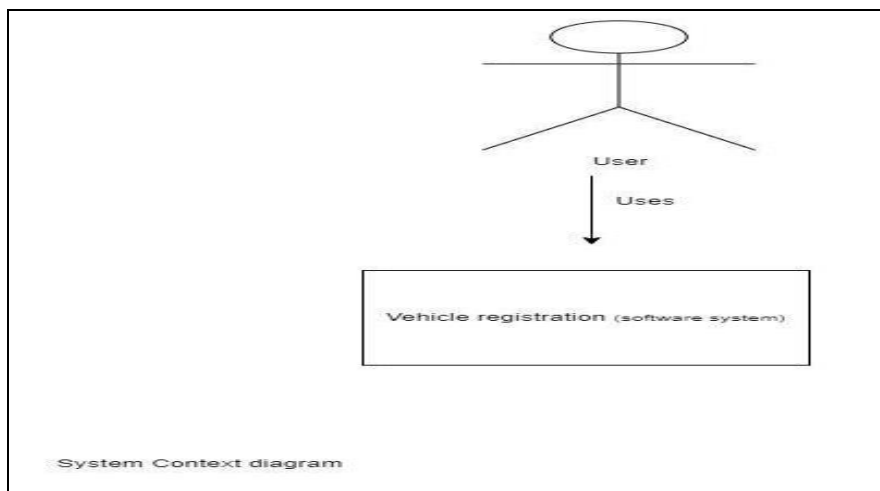 User
Uses
Vehicle registration (software system)
System Context diagram